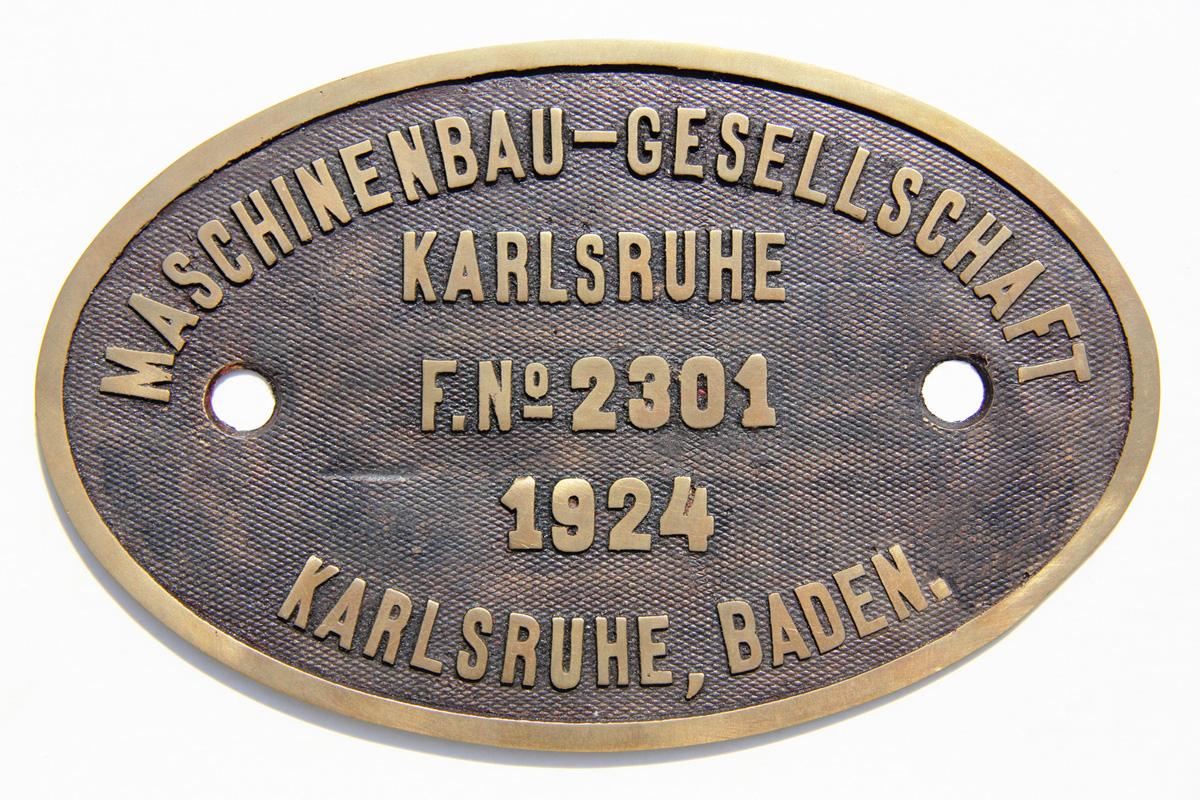 MASCHINENBAU-GESELLSCHAFT
KARLSRUHE
F. Nº 2301
1924
KARLSRUHE, BADEN.